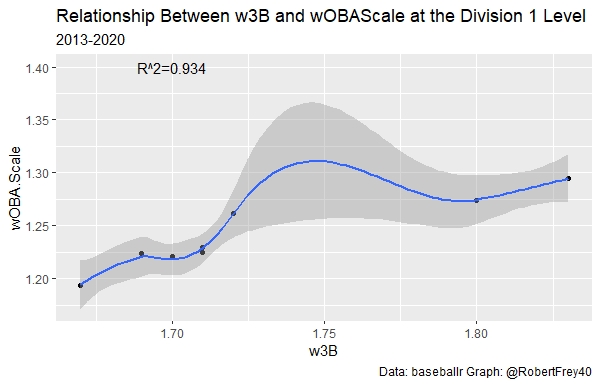 Relationship Between w3B and wOBAScale at the Division 1 Level
2013-2020
R^2=0.934
1.40
1.35
1.30
1.25
1.20
wOBA.Scale
1.70 1.75 1.80
w3B
Data: baseballr Graph: @RobertFrey40